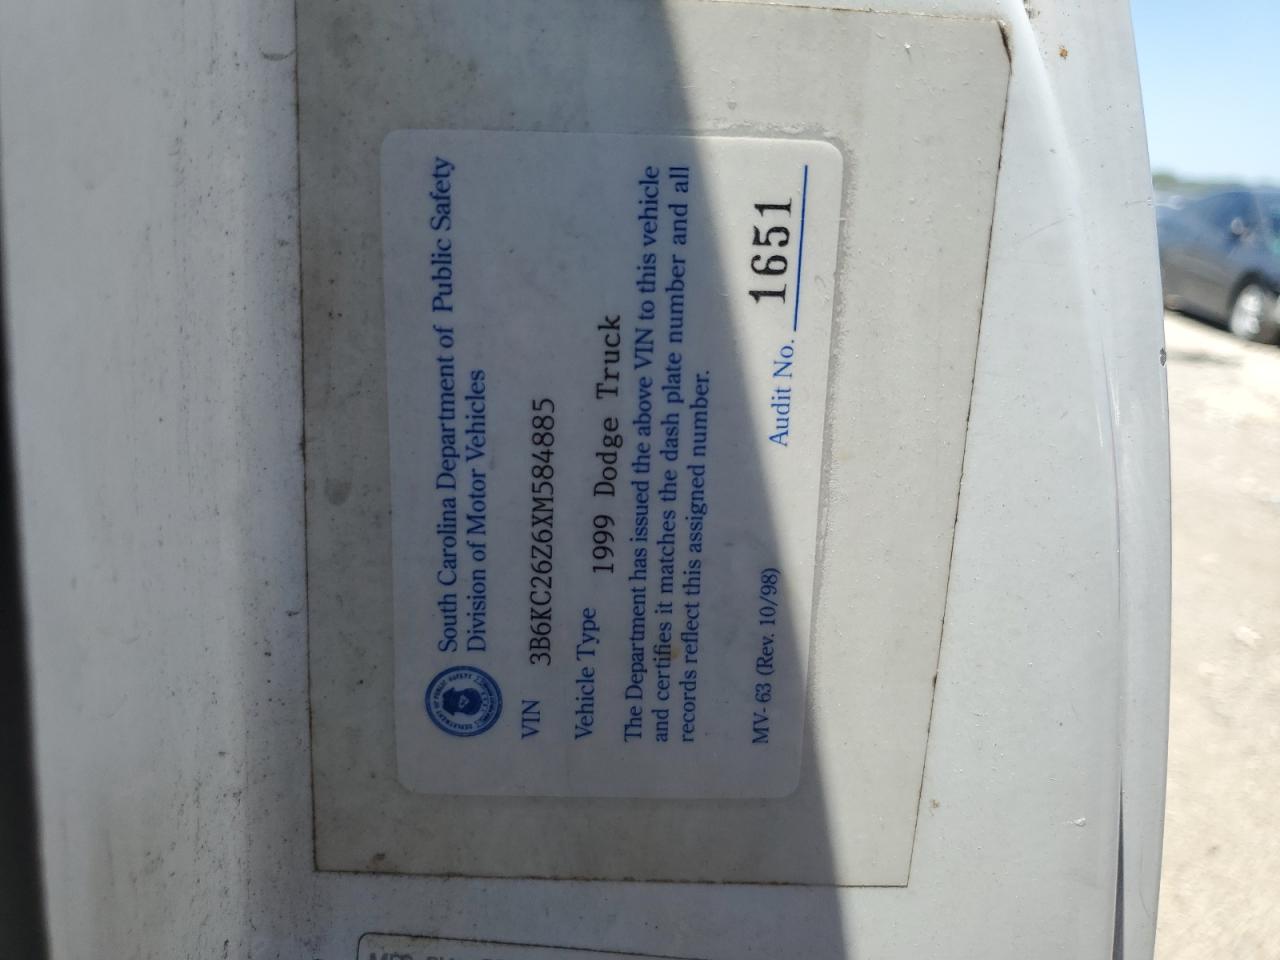 South Carolina Department of Public Safety
Division of Motor Vehicles
VIN 3B6KC26Z6XM584885
Vehicle Type 1999 Dodge Truck
The Department has issued the above VIN to this vehicle
and certifies it matches the dash plate number and all
records reflect this assigned number.
MV-63 (Rev. 10/98) Audit No. 1651